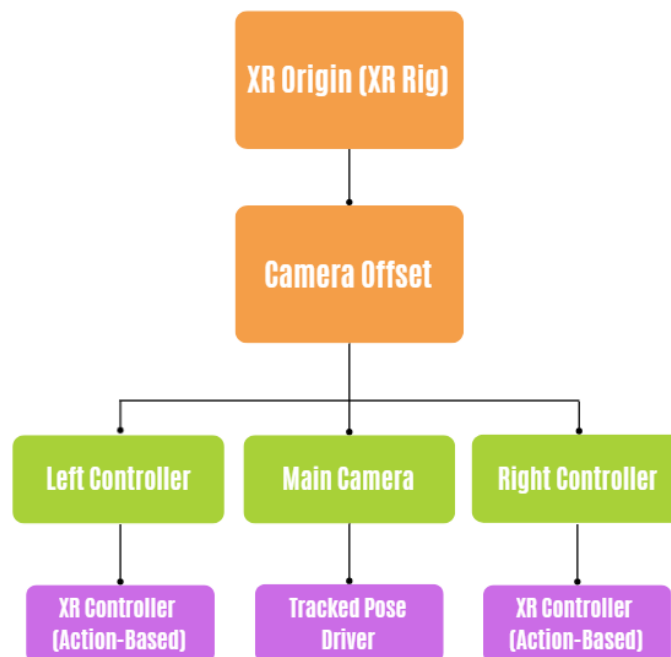 XR Origin (XR Rig)
Camera Offset
Left Controller
Main Camera
Right Controller
XR Controller
(Action-Based)
Tracked Pose
Driver
XR Controller
(Action-Based)